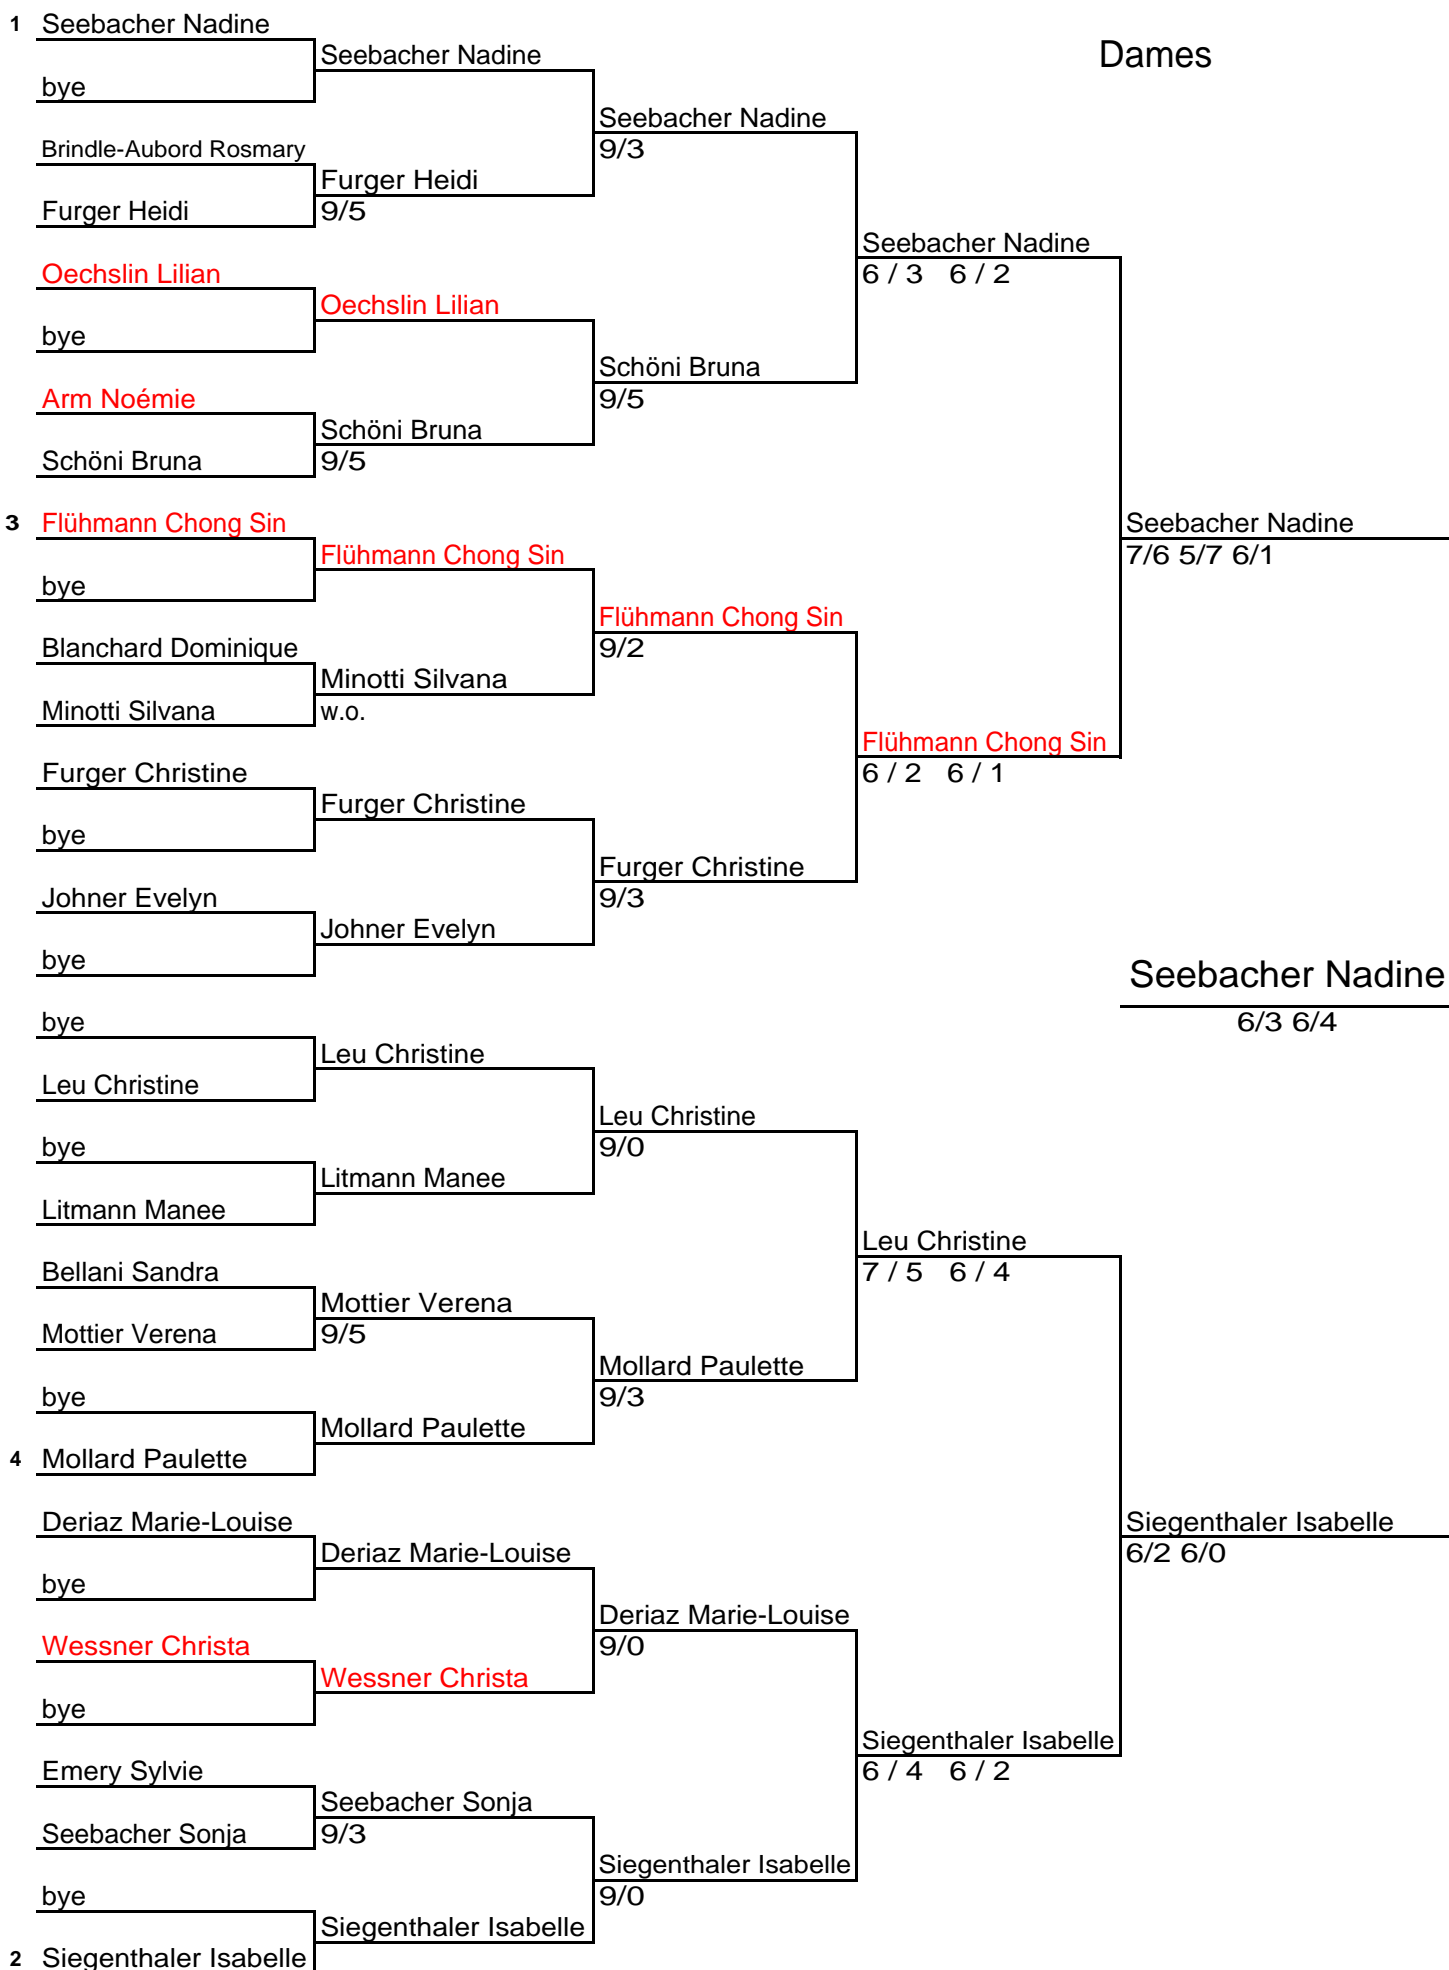 1 Seebacher Nadine
Seebacher Nadine
Dames
bye
Seebacher Nadine
Brindle-Aubord Rosmary
9/3
Furger Heidi
Furger Heidi
9/5
Seebacher Nadine
Oechslin Lilian
6 / 3 6 / 2
Oechslin Lilian
bye
Schöni Bruna
Arm Noémie
9/5
Schöni Bruna
Schöni Bruna
9/5
3 Flühmann Chong Sin
Seebacher Nadine
Flühmann Chong Sin
7/6 5/7 6/1
bye
Flühmann Chong Sin
Blanchard Dominique
9/2
Minotti Silvana
Minotti Silvana
w.o.
Flühmann Chong Sin
Furger Christine
6 / 2 6 / 1
Furger Christine
bye
Furger Christine
Johner Evelyn
9/3
Johner Evelyn
bye
Seebacher Nadine
bye
6/3 6/4
Leu Christine
Leu Christine
Leu Christine
bye
9/0
Litmann Manee
Litmann Manee
Leu Christine
Bellani Sandra
7 / 5 6 / 4
Mottier Verena
Mottier Verena
9/5
Mollard Paulette
bye
9/3
Mollard Paulette
4 Mollard Paulette
Deriaz Marie-Louise
Siegenthaler Isabelle
Deriaz Marie-Louise
6/2 6/0
bye
Deriaz Marie-Louise
Wessner Christa
9/0
Wessner Christa
bye
Siegenthaler Isabelle
Emery Sylvie
6 / 4 6 / 2
Seebacher Sonja
Seebacher Sonja
9/3
Siegenthaler Isabelle
bye
9/0
Siegenthaler Isabelle
2 Siegenthaler Isabelle